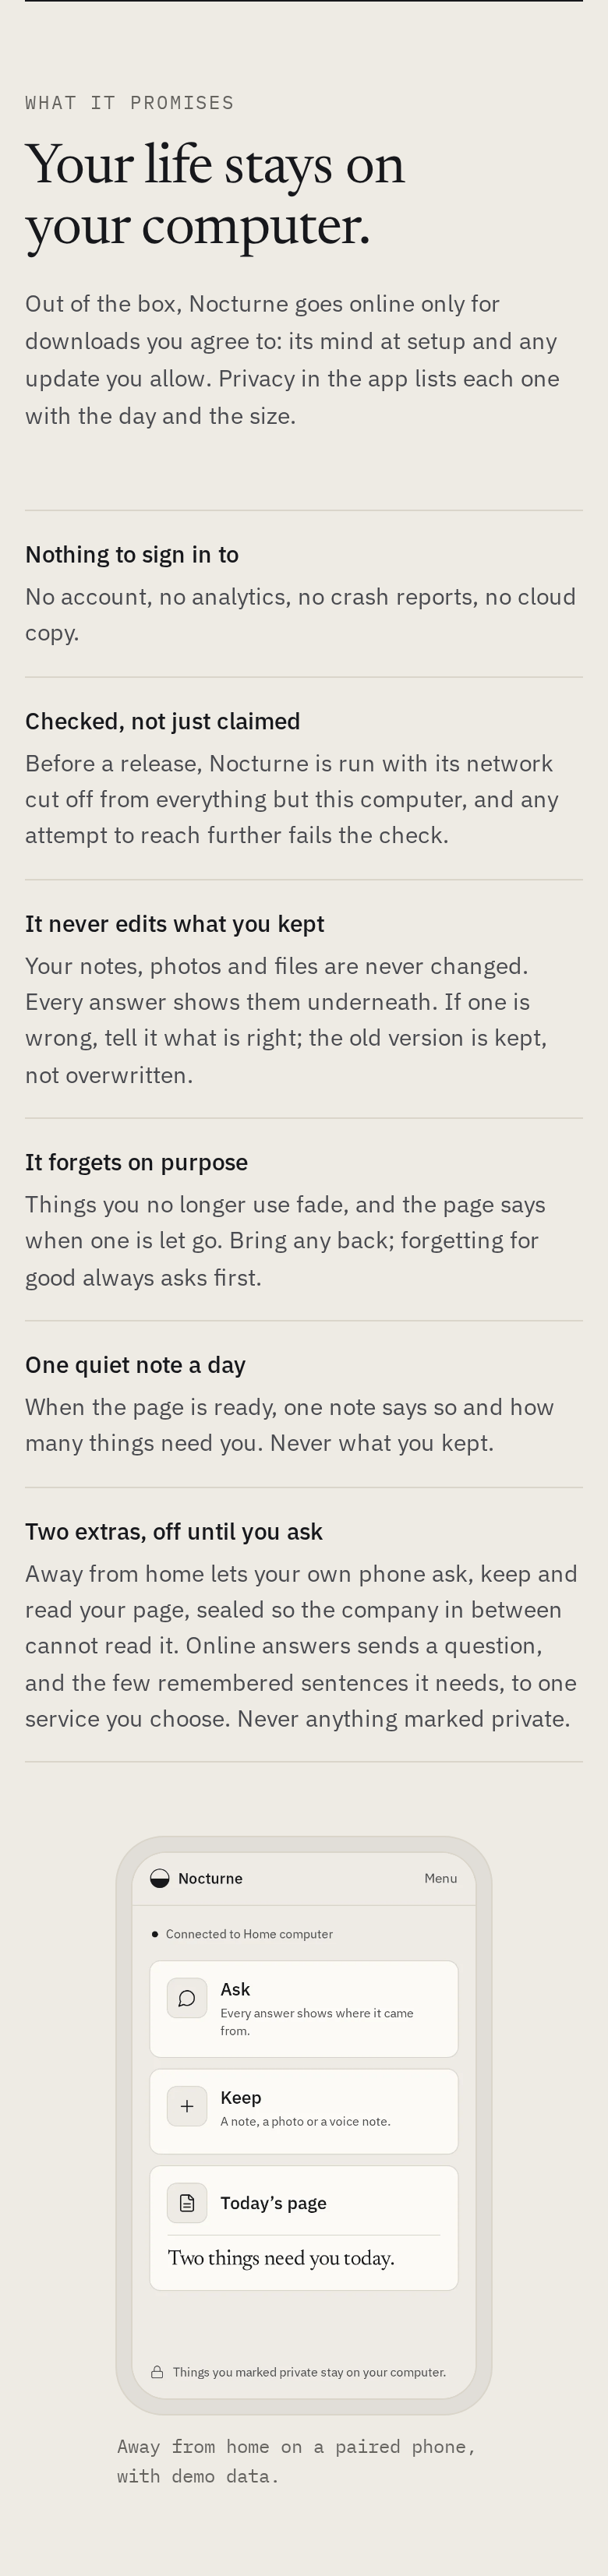 WHAT IT PROMISES
Your life stays on
your computer.
Out of the box, Nocturne goes online only for
downloads you agree to: its mind at setup and any
update you allow. Privacy in the app lists each one
with the day and the size.
Nothing to sign in to
No account, no analytics, no crash reports, no cloud
copy.
Checked, not just claimed
Before a release, Nocturne is run with its network
cut off from everything but this computer, and any
attempt to reach further fails the check.
It never edits what you kept
Your notes, photos and files are never changed.
Every answer shows them underneath. If one is
wrong, tell it what is right; the old version is kept,
not overwritten.
It forgets on purpose
Things you no longer use fade, and the page says
when one is let go. Bring any back; forgetting for
good always asks first.
One quiet note a day
When the page is ready, one note says so and how
many things need you. Never what you kept.
Two extras, off until you ask
Away from home lets your own phone ask, keep and
read your page, sealed so the company in between
cannot read it. Online answers sends a question,
and the few remembered sentences it needs, to one
service you choose. Never anything marked private.
Nocturne
Menu
Connected to Home computer
Ask
Every answer shows where it came
from.
Keep
A note, a photo or a voice note.
Today’s page
Two things need you today.
Things you marked private stay on your computer.
Away from home on a paired phone,
with demo data.